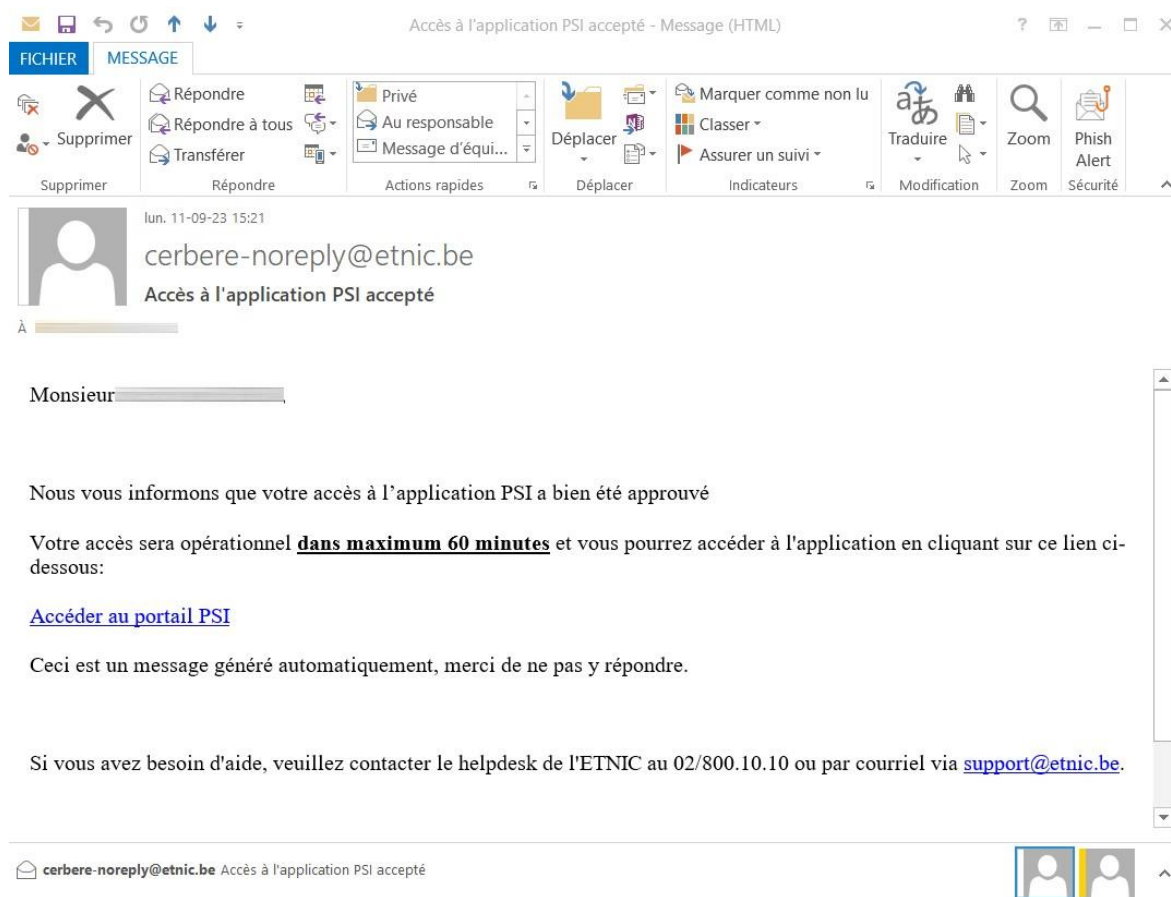 Accès à l'application PSI accepté - Message (HTML)
?
FICHIER MESSAGE
Supprimer
Répondre
Répondre à tous
Transférer
Privé
Au responsable
Message d'équi...
Déplacer
Marquer comme non lu
Classer
Assurer un suivi
Traduire
Zoom
Phish
Alert
Supprimer Répondre Actions rapides Déplacer Indicateurs Modification Zoom Sécurité
lun. 11-09-23 15:21
cerbere-noreply@etnic.be
Accès à l'application PSI accepté
À
Monsieur
Nous vous informons que votre accès à l’application PSI a bien été approuvé
Votre accès sera opérationnel dans maximum 60 minutes et vous pourrez accéder à l'application en cliquant sur ce lien ci-
dessous:
Accéder au portail PSI
Ceci est un message généré automatiquement, merci de ne pas y répondre.
Si vous avez besoin d'aide, veuillez contacter le helpdesk de l'ETNIC au 02/800.10.10 ou par courriel via support@etnic.be.
cerbere-noreply@etnic.be Accès à l'application PSI accepté